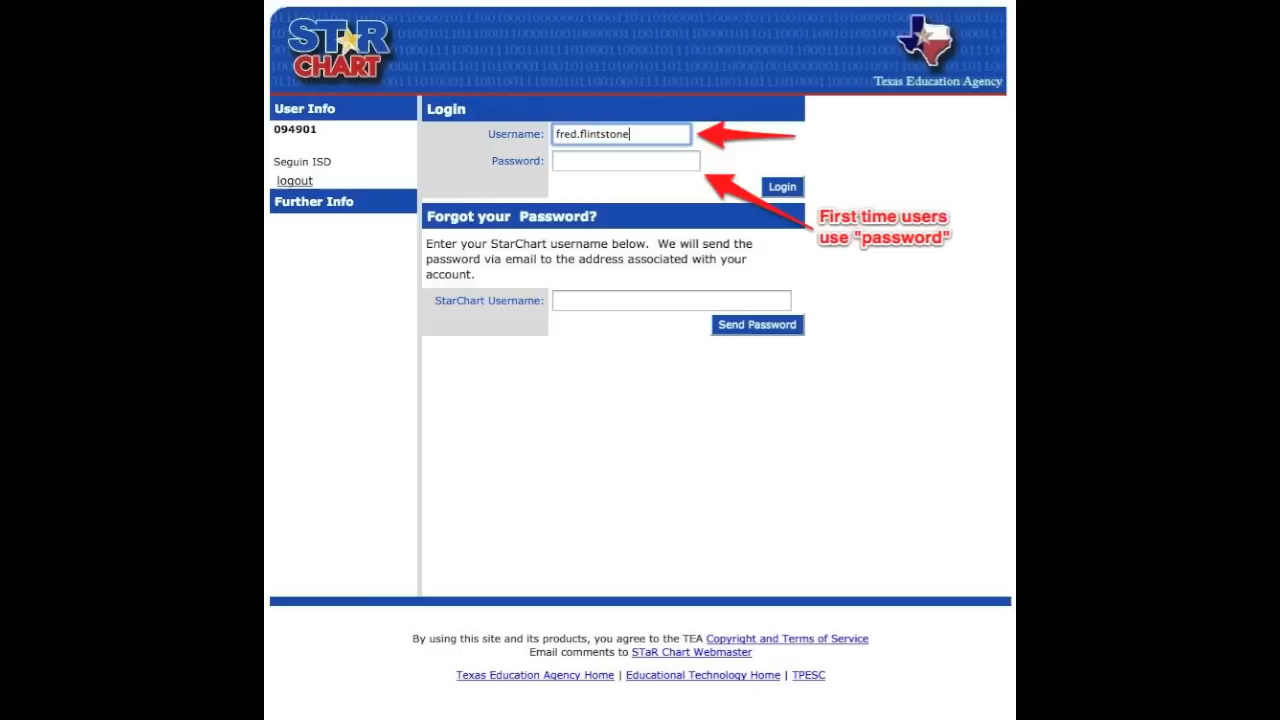 STaR
CHART
Texas Education Agency
User Info
094901
Seguin ISD
logout
Further Info
Login
Username: fred.flintstone
Password:
Login
First time users
use "password"
Forgot your Password?
Enter your StarChart username below. We will send the
password via email to the address associated with your
account.
StarChart Username:
Send Password
By using this site and its products, you agree to the TEA Copyright and Terms of Service
Email comments to STaR Chart Webmaster
Texas Education Agency Home | Educational Technology Home | TPESC